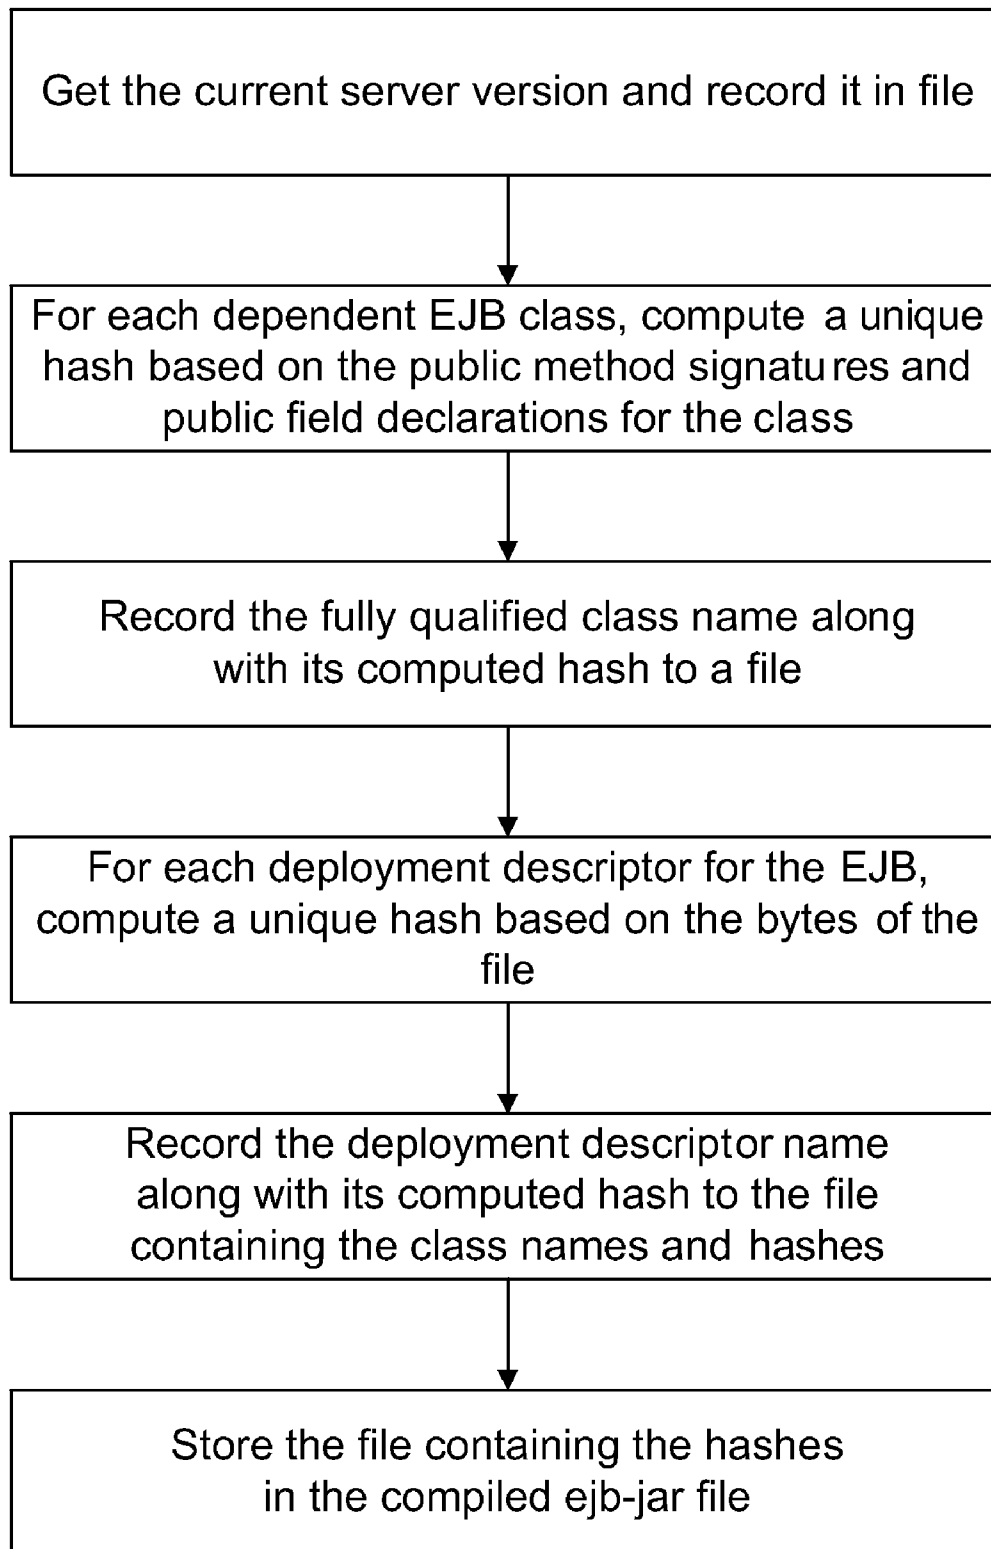 Get the current server version and record it in file
For each dependent EJB class, compute a unique
hash based on the public method signatures and
public field declarations for the class
Record the fully qualified class name along
with its computed hash to a file
For each deployment descriptor for the EJB,
compute a unique hash based on the bytes of the
file
Record the deployment descriptor name
along with its computed hash to the file
containing the class names and hashes
Store the file containing the hashes
in the compiled ejb-jar file